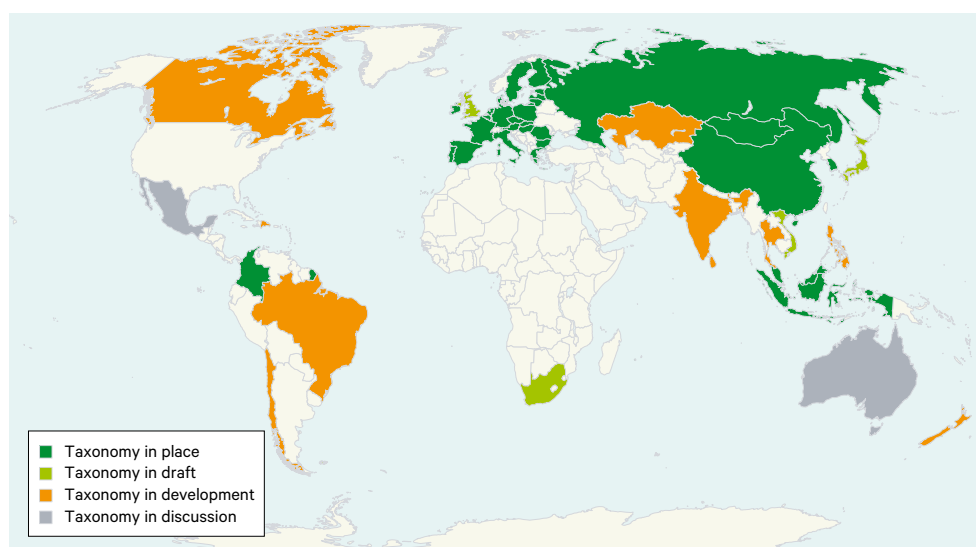 Taxonomy in place
Taxonomy in draft
Taxonomy in development
Taxonomy in discussion